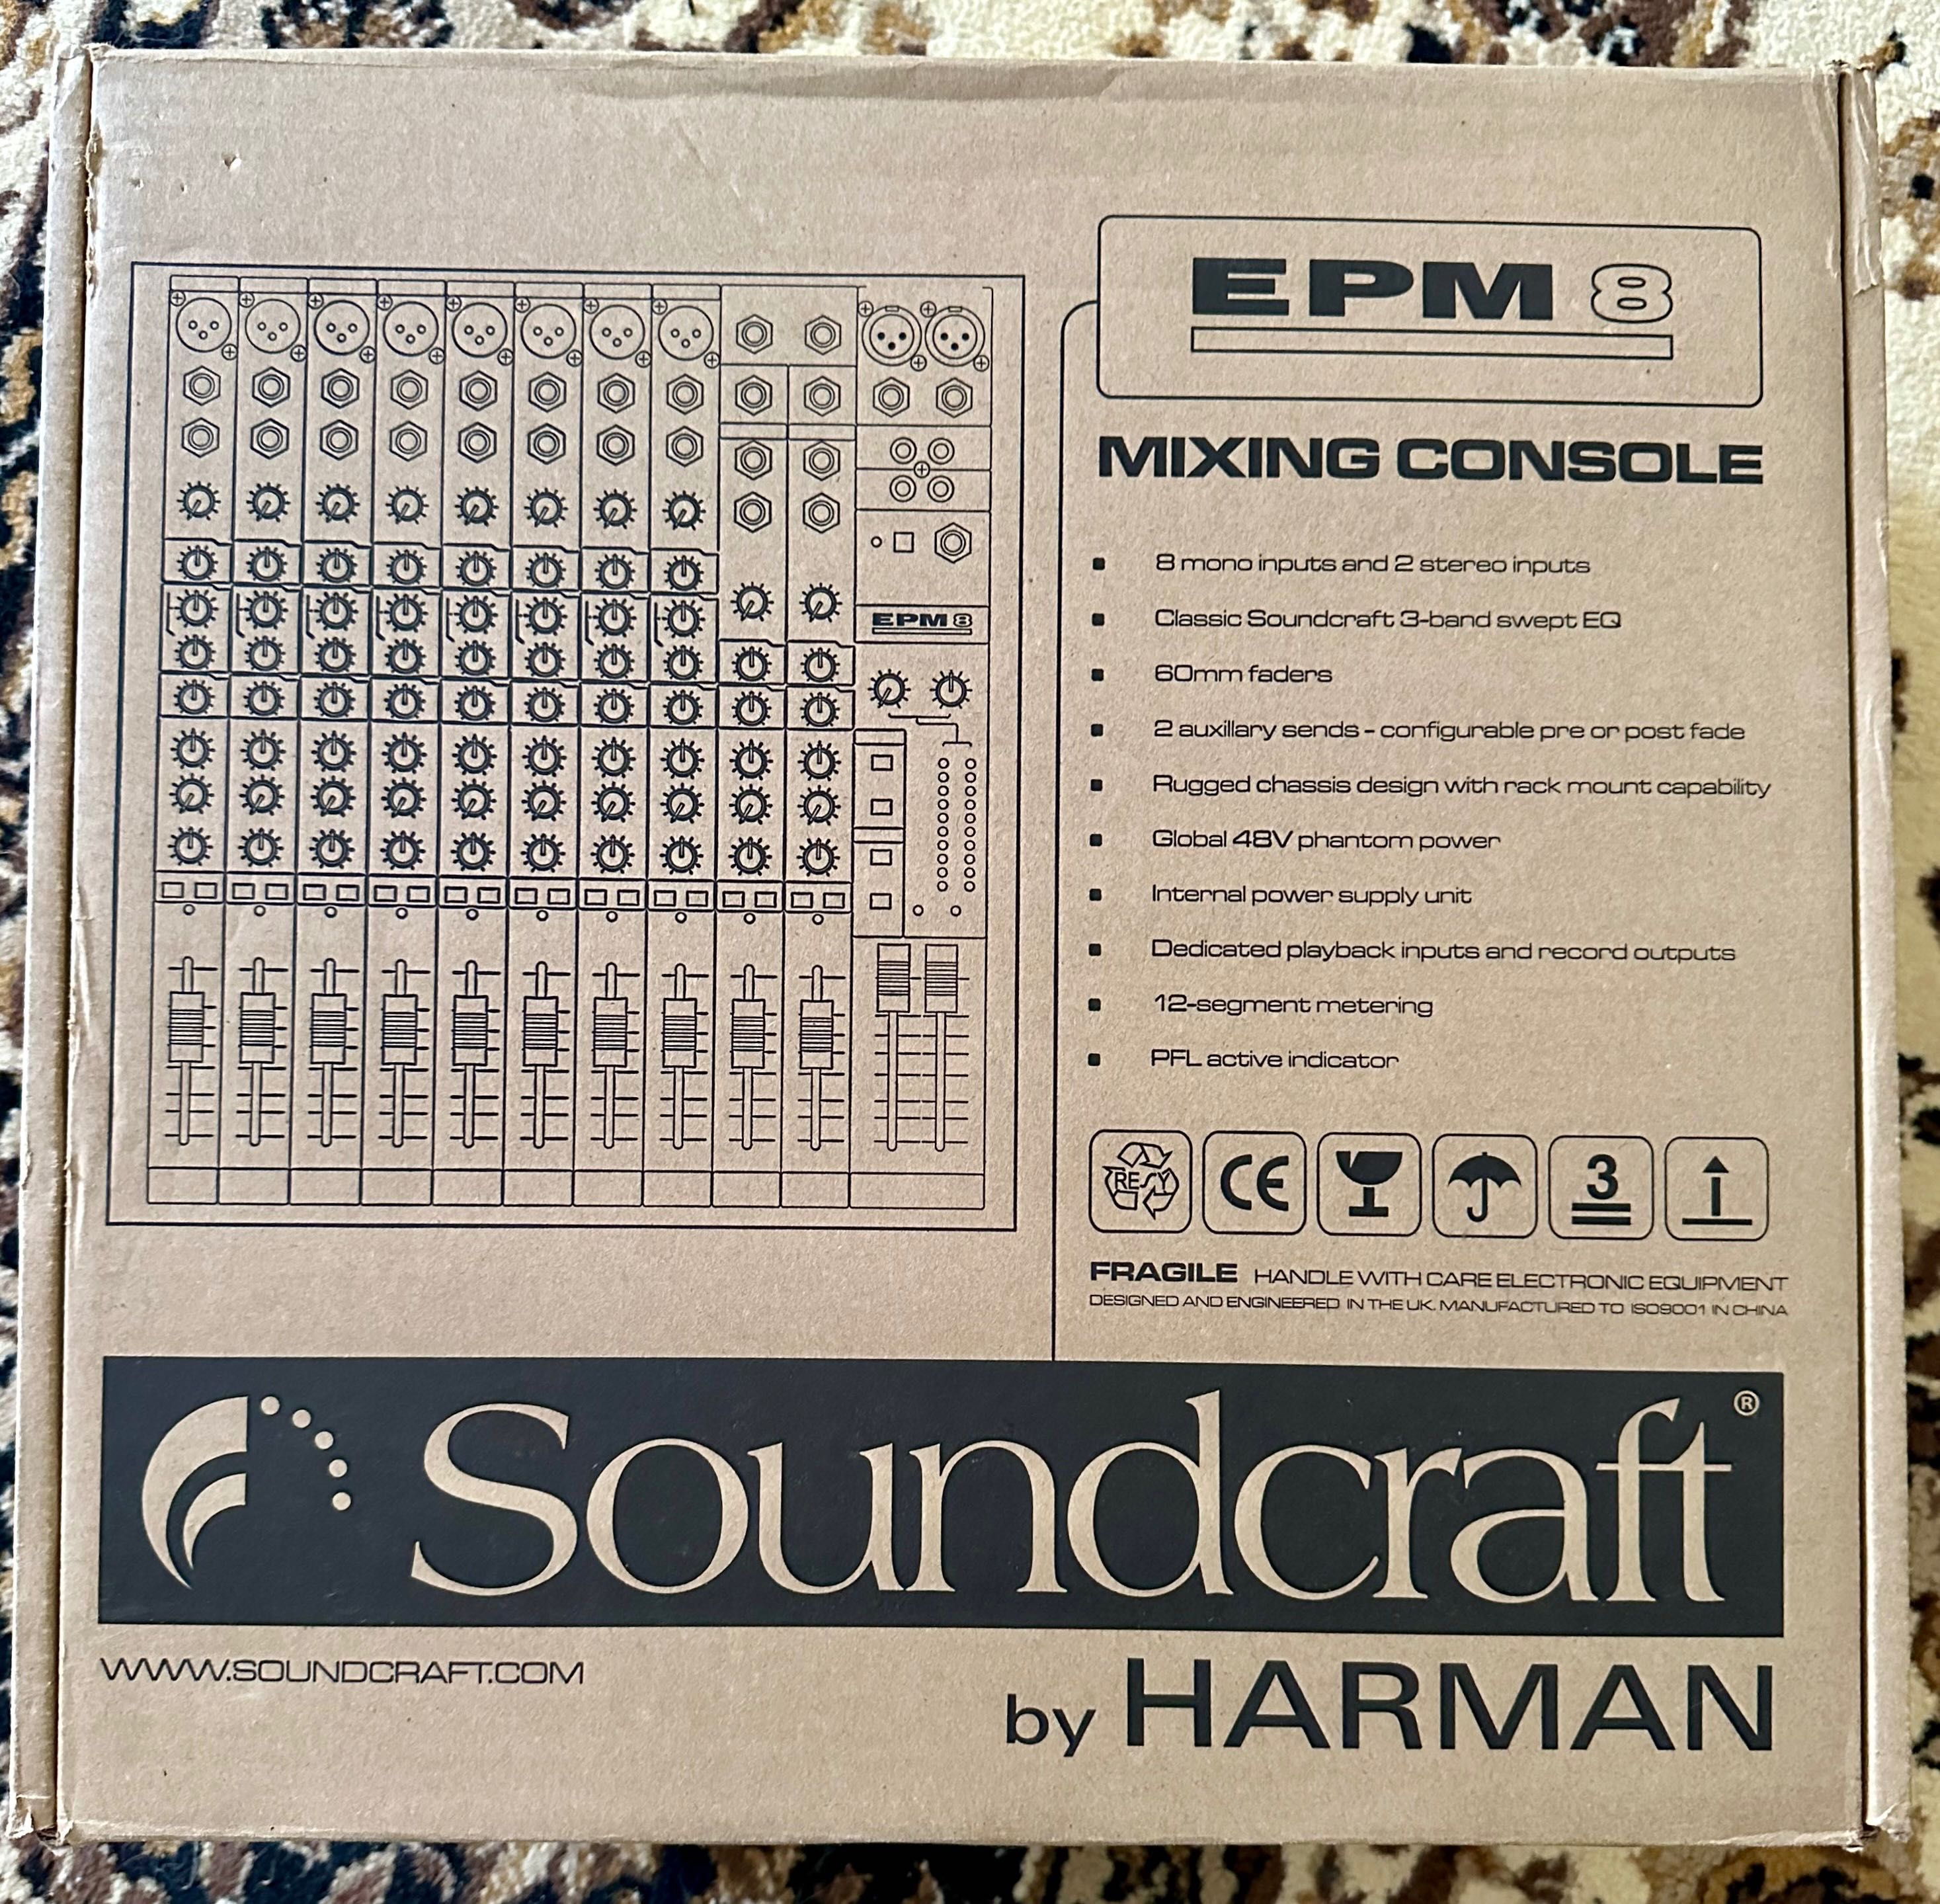 EPM 8
MIXING CONSOLE
8 mono inputs and 2 stereo inputs
Classic Soundcraft 3-band swept EQ
60mm faders
2 auxillary sends - configurable pre or post fade
Rugged chassis design with rack mount capability
Global 48V phantom power
Internal power supply unit
Dedicated playback inputs and record outputs
12-segment metering
PFL active indicator
EPM 8
RESY
CE
3
FRAGILE HANDLE WITH CARE ELECTRONIC EQUIPMENT
DESIGNED AND ENGINEERED IN THE UK. MANUFACTURED TO ISO9001 IN CHINA
Soundcraft®
WWW.SOUNDCRAFT.COM
by HARMAN